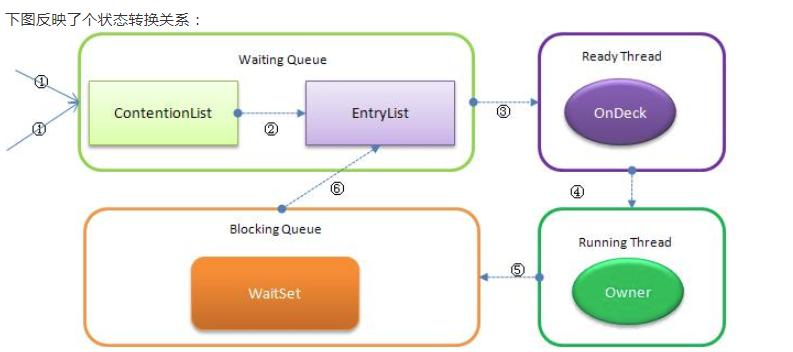 下图反映了个状态转换关系：
Waiting Queue
Ready Thread
①
ContentionList
EntryList
OnDeck
②
③
①
④
⑥
Blocking Queue
Running Thread
⑤
WaitSet
Owner